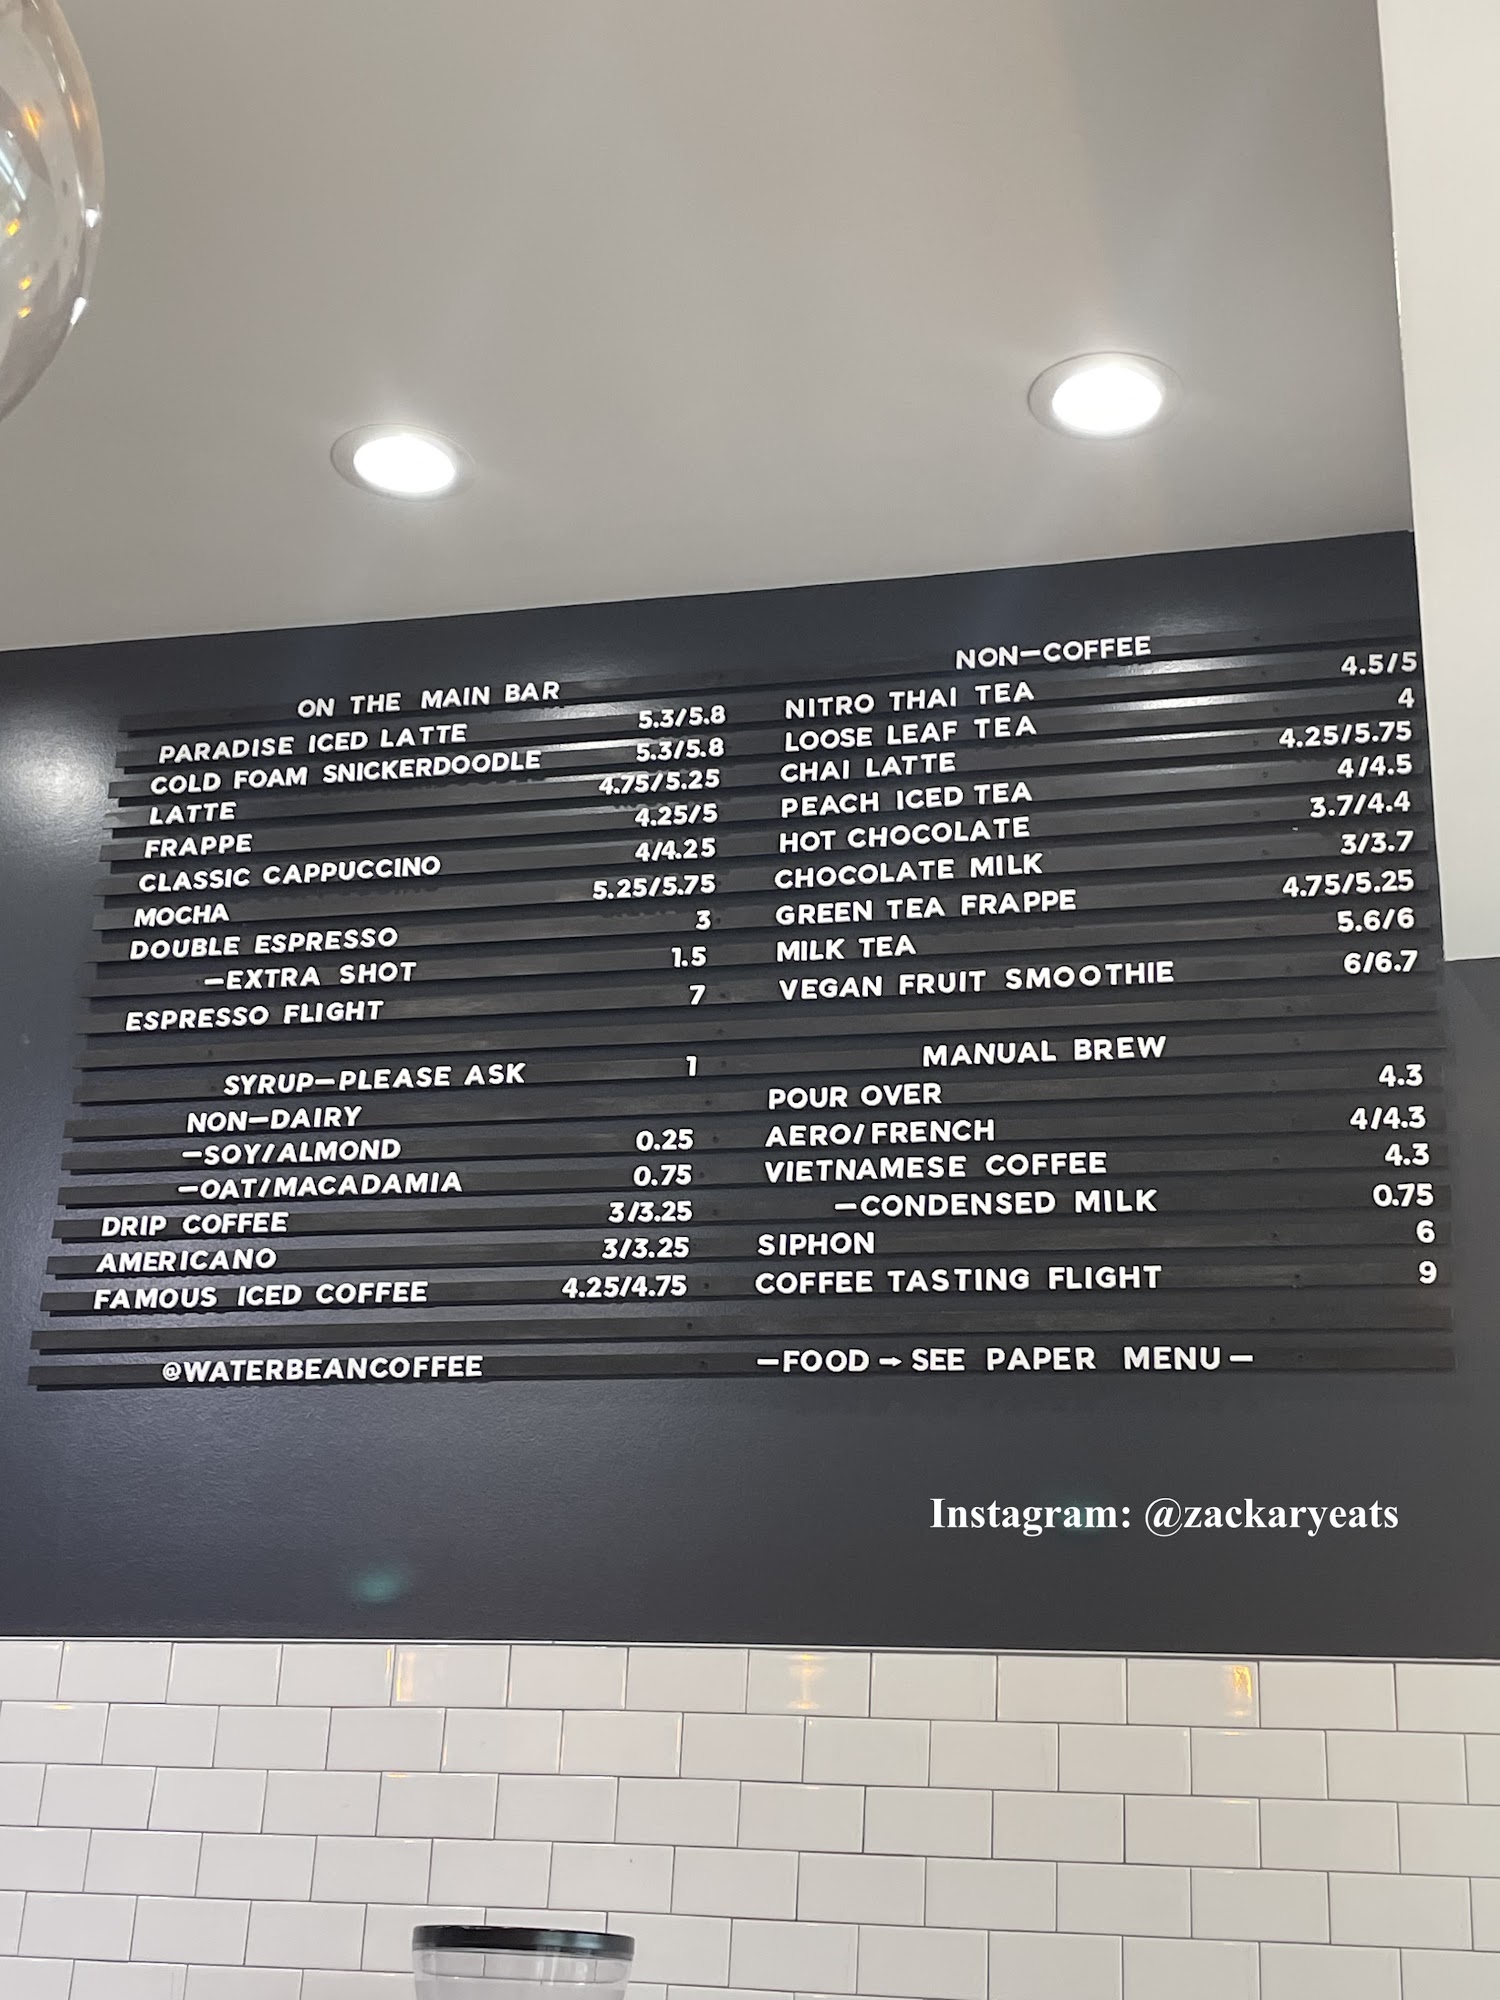 ON THE MAIN BAR
PARADISE ICED LATTE 5.3/5.8
COLD FOAM SNICKERDOODLE 5.3/5.8
LATTE 4.75/5.25
FRAPPE 4.25/5
CLASSIC CAPPUCCINO 4/4.25
MOCHA 5.25/5.75
DOUBLE ESPRESSO 3
—EXTRA SHOT 1.5
ESPRESSO FLIGHT 7
SYRUP—PLEASE ASK 1
NON—DAIRY
—SOY/ALMOND 0.25
—OAT/MACADAMIA 0.75
DRIP COFFEE 3/3.25
AMERICANO 3/3.25
FAMOUS ICED COFFEE 4.25/4.75
@WATERBEANCOFFEE
NON—COFFEE
NITRO THAI TEA 4.5/5
LOOSE LEAF TEA 4
CHAI LATTE 4.25/5.75
PEACH ICED TEA 4/4.5
HOT CHOCOLATE 3.7/4.4
CHOCOLATE MILK 3/3.7
GREEN TEA FRAPPE 4.75/5.25
MILK TEA 5.6/6
VEGAN FRUIT SMOOTHIE 6/6.7
MANUAL BREW
POUR OVER 4.3
AERO/FRENCH 4/4.3
VIETNAMESE COFFEE 4.3
—CONDENSED MILK 0.75
SIPHON 6
COFFEE TASTING FLIGHT 9
—FOOD→SEE PAPER MENU—
Instagram: @zackaryeats